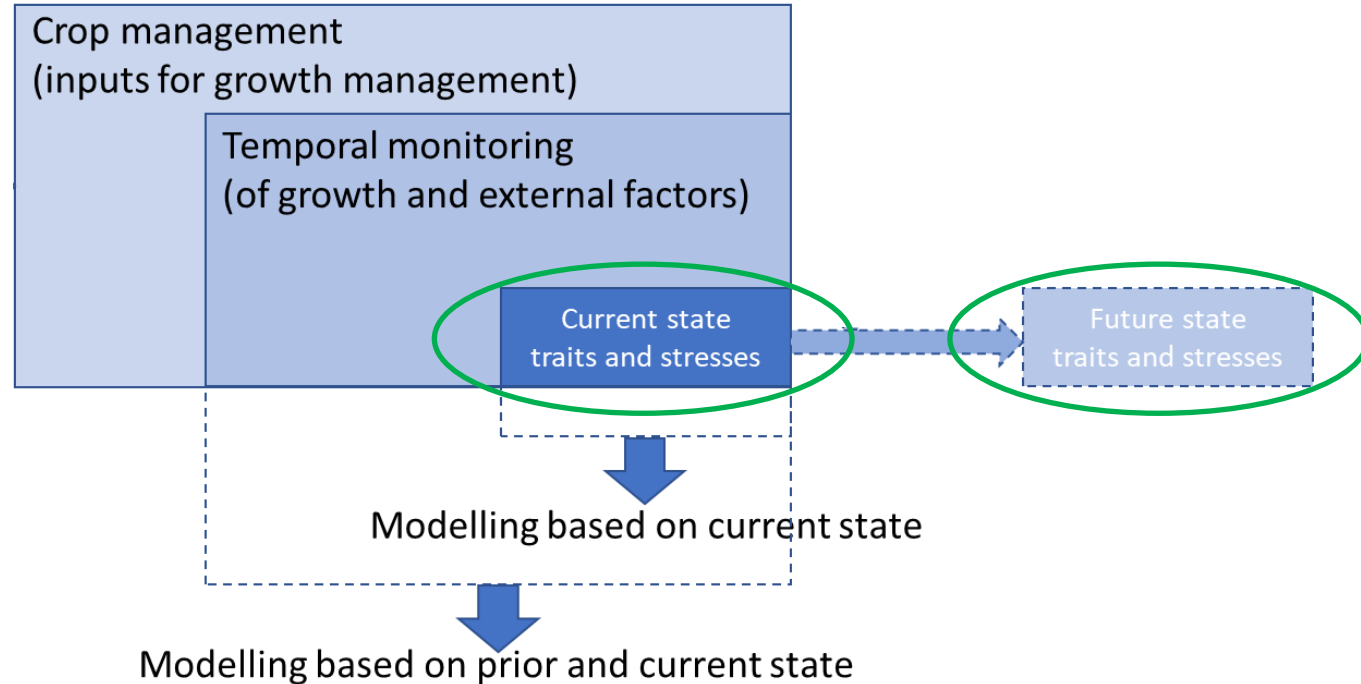 Crop management
(inputs for growth management)
Temporal monitoring
(of growth and external factors)
Current state
traits and stresses
Future state
traits and stresses
Modelling based on current state
Modelling based on prior and current state